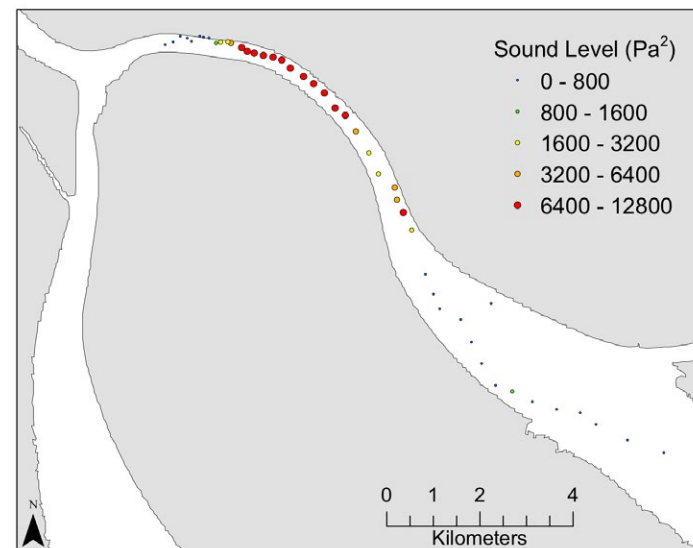 Sound Level (Pa²)
0 - 800
800 - 1600
1600 - 3200
3200 - 6400
6400 - 12800
0 1 2 4
Kilometers
N